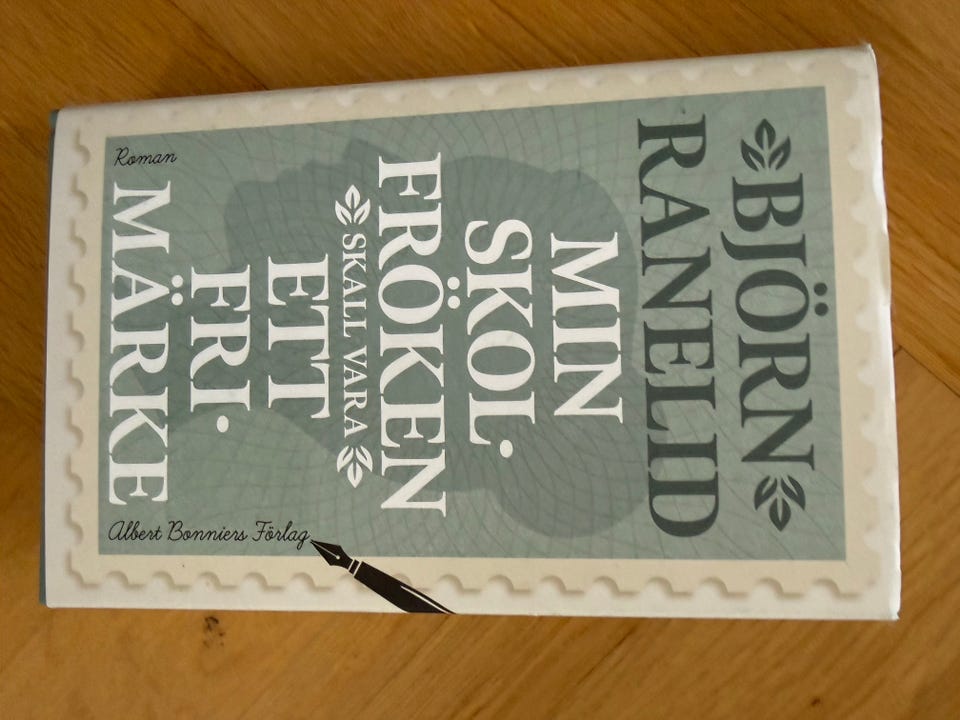 BJÖRN
RANELID
MIN
SKOL·
FRÖKEN
SKALL VARA
ETT
FRI·
MÄRKE
Roman
Albert Bonniers Förlag